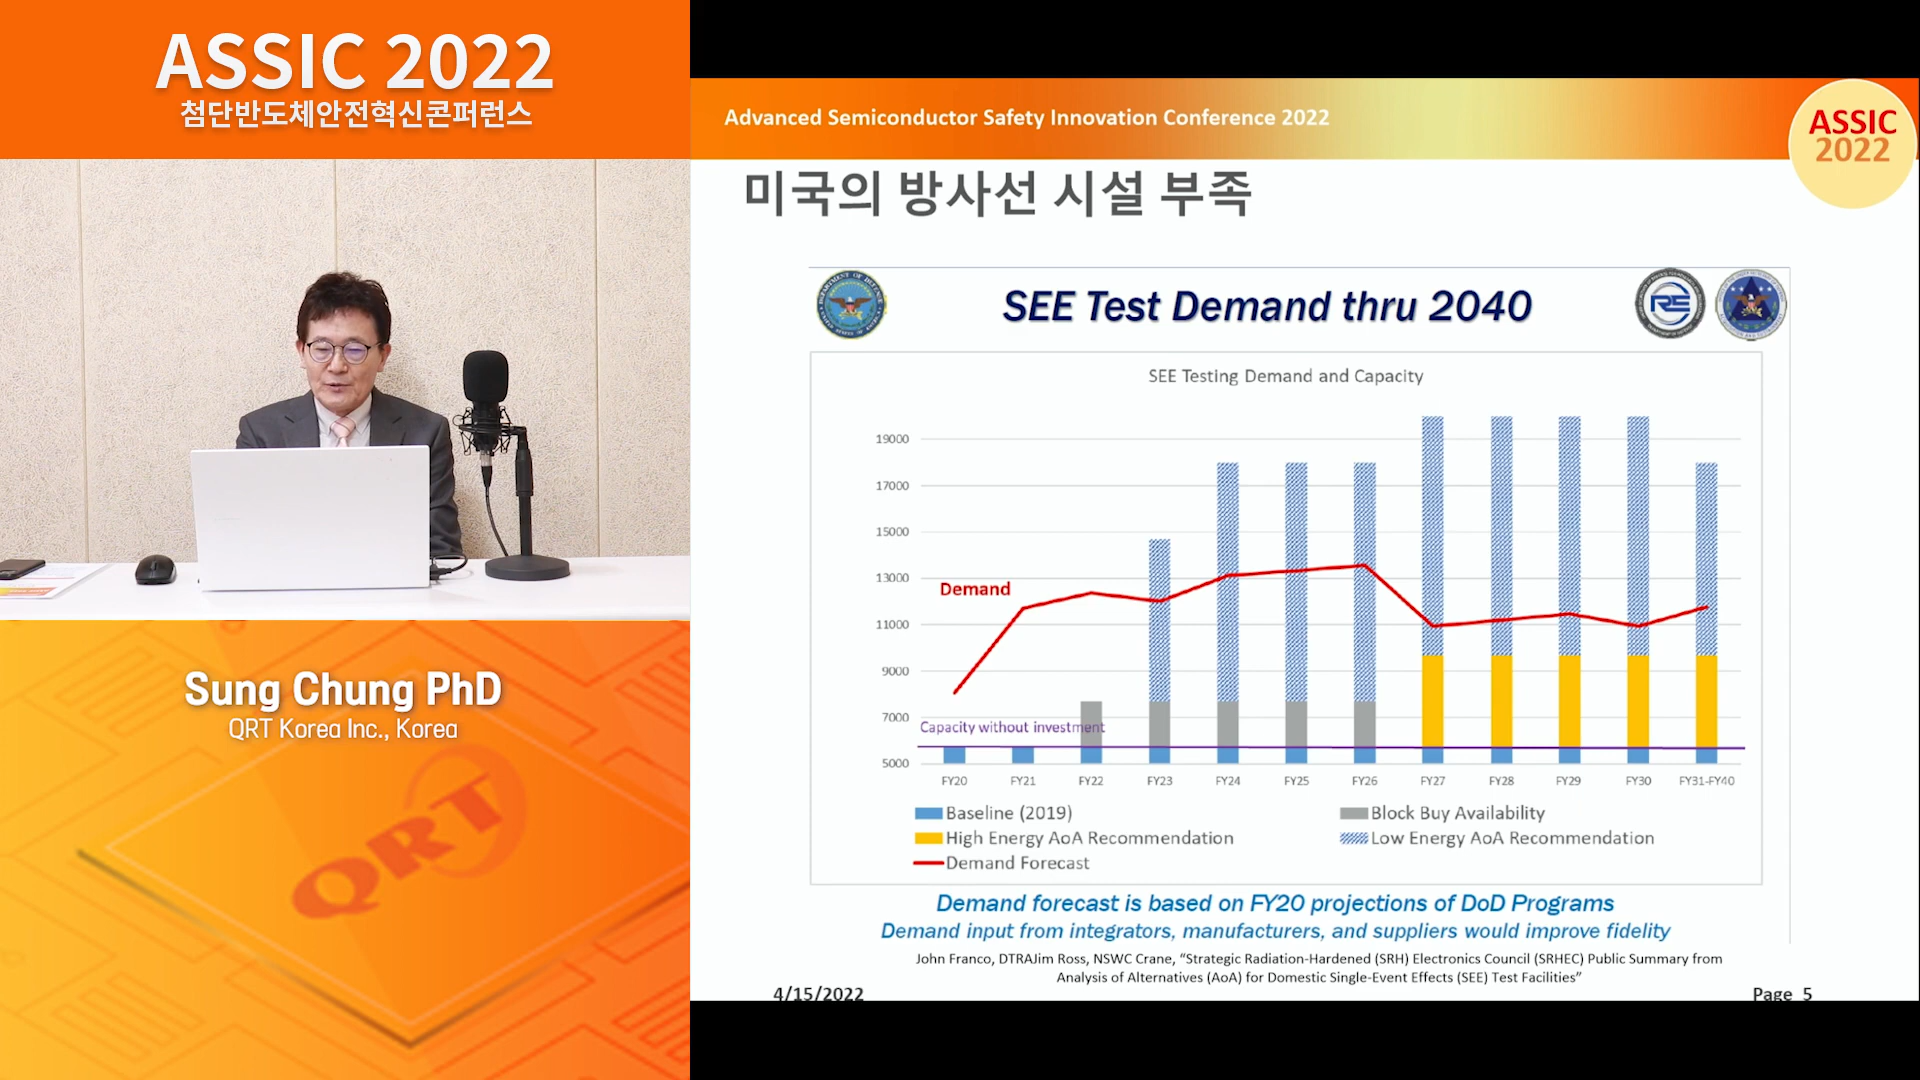 ASSIC 2022
첨단반도체안전혁신콘퍼런스
Sung Chung PhD
QRT Korea Inc., Korea
QRT
Advanced Semiconductor Safety Innovation Conference 2022
ASSIC
2022
미국의 방사선 시설 부족
SEE Test Demand thru 2040
RE
SEE Testing Demand and Capacity
19000
17000
15000
13000
11000
9000
7000
5000
Demand
Capacity without investment
FY20 FY21 FY22 FY23 FY24 FY25 FY26 FY27 FY28 FY29 FY30 FY31-FY40
Baseline (2019) Block Buy Availability
High Energy AoA Recommendation Low Energy AoA Recommendation
Demand Forecast
Demand forecast is based on FY20 projections of DoD Programs
Demand input from integrators, manufacturers, and suppliers would improve fidelity
John Franco, DTRAJim Ross, NSWC Crane, “Strategic Radiation-Hardened (SRH) Electronics Council (SRHEC) Public Summary from
Analysis of Alternatives (AoA) for Domestic Single-Event Effects (SEE) Test Facilities”
4/15/2022 Page 5